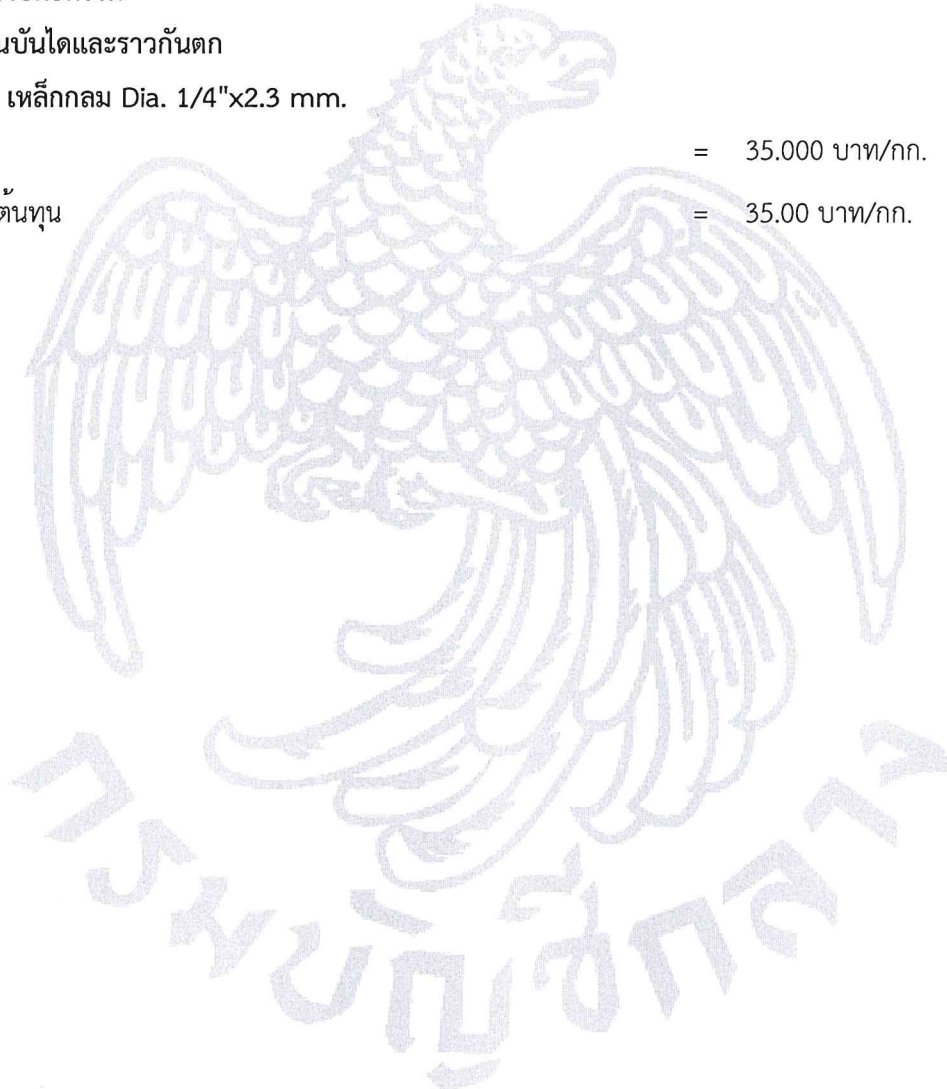 นบันไดและราวกันตก
เหล็กกลม Dia. 1/4"x2.3 mm.
= 35.000 บาท/กก.
ต้นทุน = 35.00 บาท/กก.
กรมบัญชีกลาง